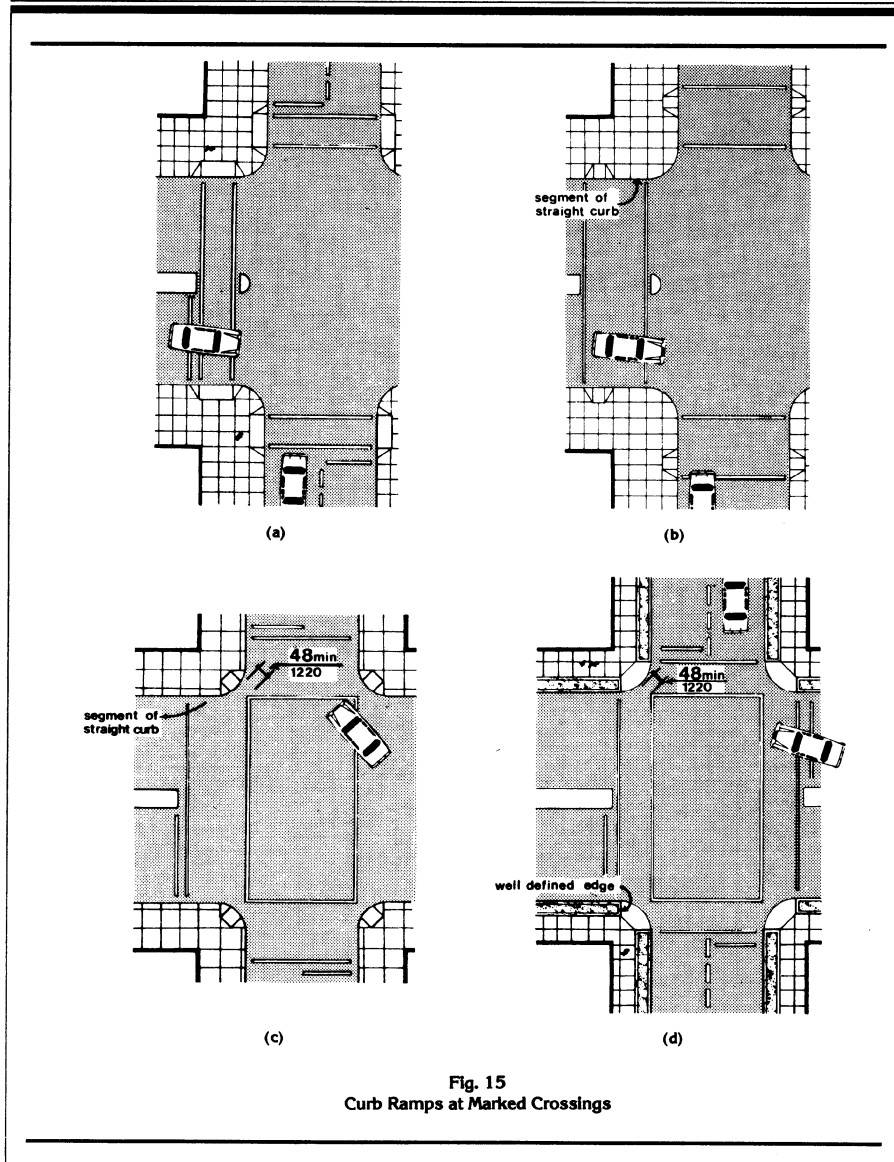 segment of
straight curb
(a)
(b)
48min
1220
segment of
straight curb
48min
1220
well defined edge
(c)
(d)
Fig. 15
Curb Ramps at Marked Crossings